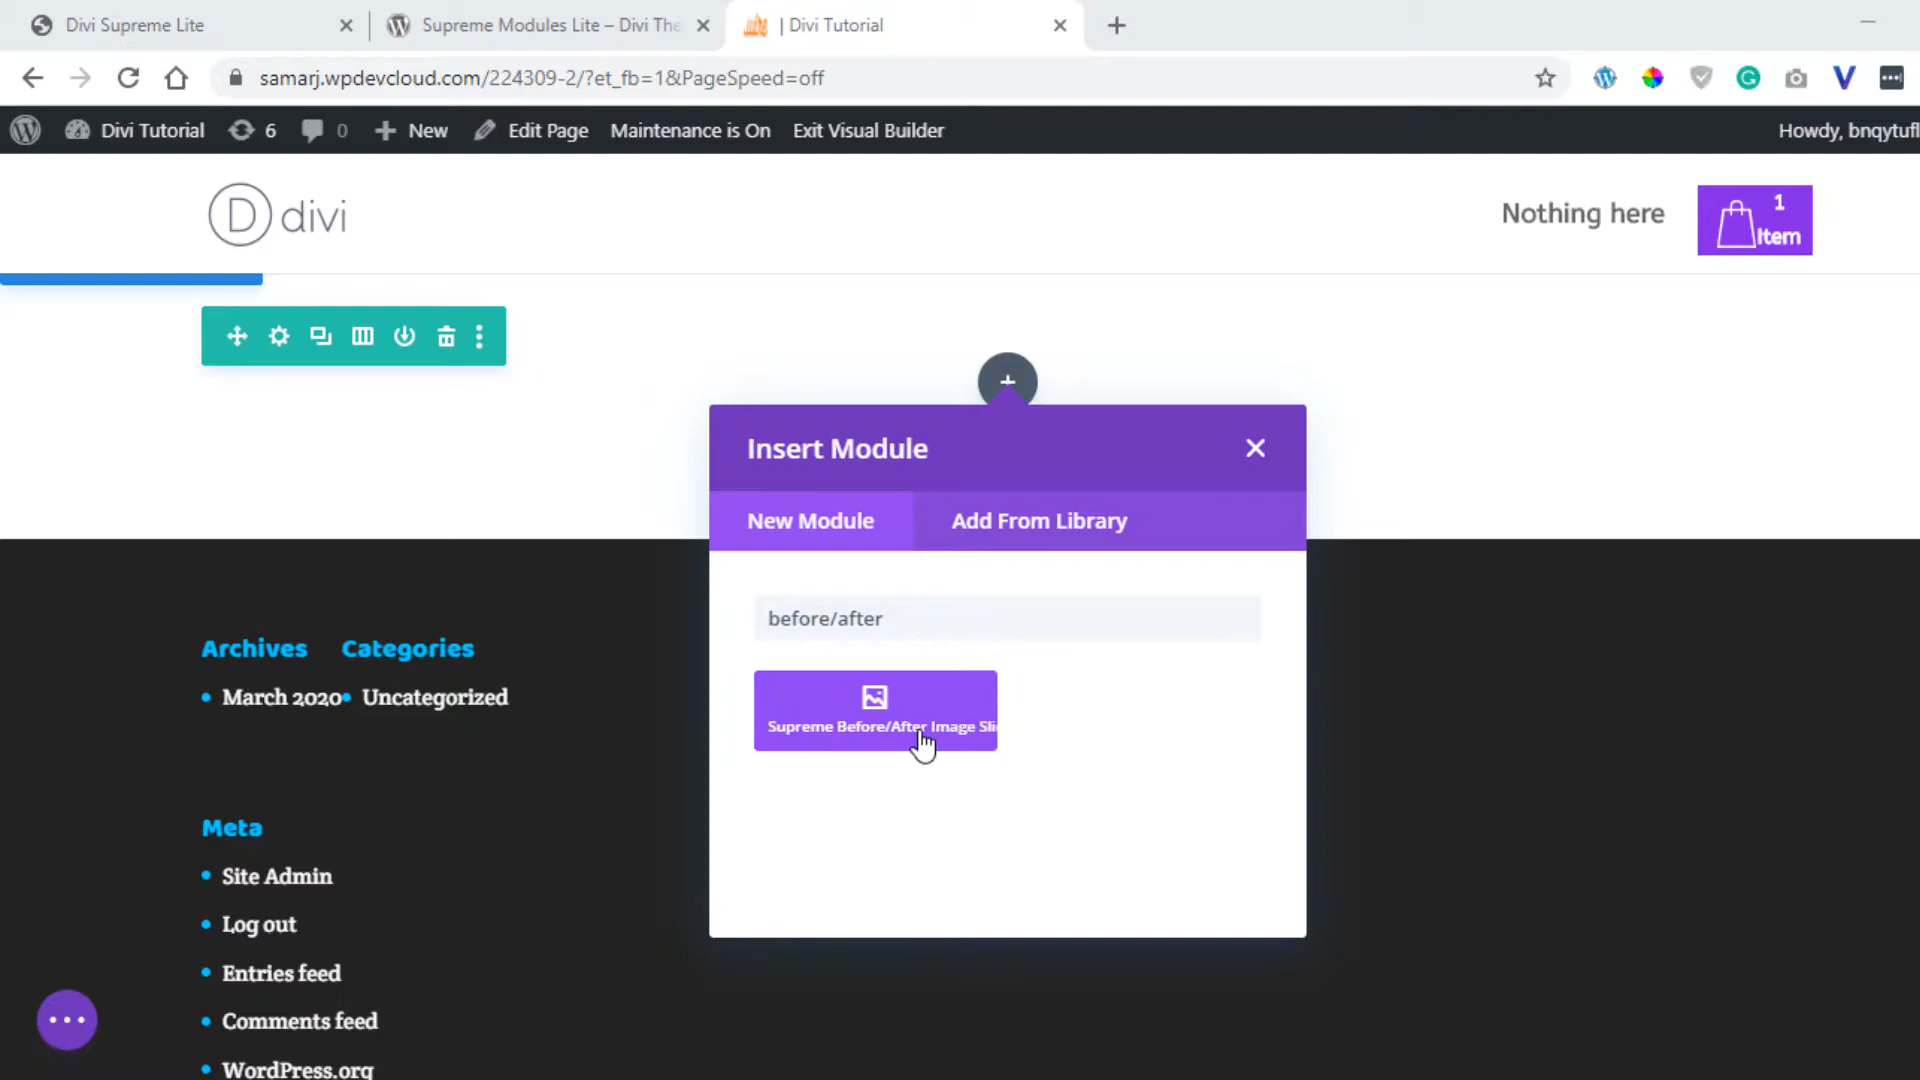 Divi Supreme Lite
Supreme Modules Lite – Divi The
| Divi Tutorial
samarj.wpdevcloud.com/224309-2/?et_fb=1&PageSpeed=off
Divi Tutorial
6
0
New
Edit Page
Maintenance is On
Exit Visual Builder
Howdy, bnqytufl
D divi
Nothing here
1
Item
Insert Module
New Module
Add From Library
before/after
Supreme Before/After Image Sli
Archives
Categories
March 2020
Uncategorized
Meta
Site Admin
Log out
Entries feed
Comments feed
WordPress.org